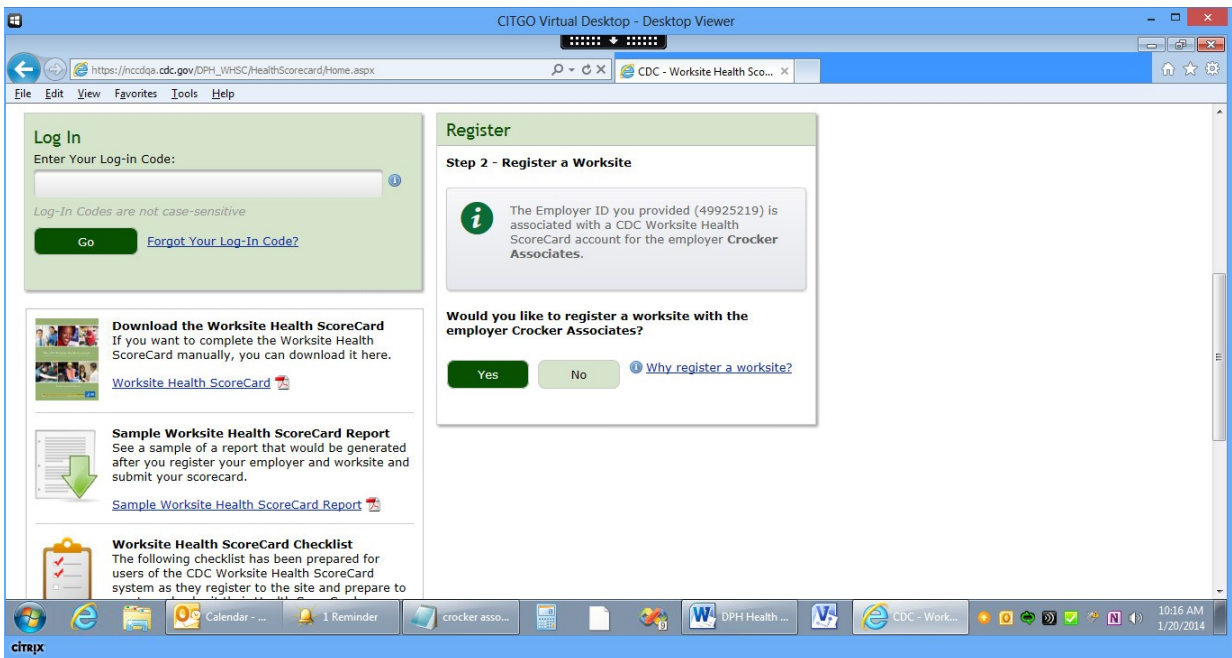 CITGO Virtual Desktop - Desktop Viewer
https://nccdqa.cdc.gov/DPH_WHSC/HealthScorecard/Home.aspx
CDC - Worksite Health Sco...
File Edit View Favorites Tools Help
Log In
Enter Your Log-in Code:
Log-In Codes are not case-sensitive
Go
Forgot Your Log-In Code?
Download the Worksite Health ScoreCard
If you want to complete the Worksite Health
ScoreCard manually, you can download it here.
Worksite Health ScoreCard
Sample Worksite Health ScoreCard Report
See a sample of a report that would be generated
after you register your employer and worksite and
submit your scorecard.
Sample Worksite Health ScoreCard Report
Worksite Health ScoreCard Checklist
The following checklist has been prepared for
users of the CDC Worksite Health ScoreCard
system as they register to the site and prepare to
Register
Step 2 - Register a Worksite
The Employer ID you provided (49925219) is
associated with a CDC Worksite Health
ScoreCard account for the employer Crocker
Associates.
Would you like to register a worksite with the
employer Crocker Associates?
Yes
No
Why register a worksite?
Calendar - ...
1 Reminder
crocker asso...
DPH Health ...
CDC - Work...
10:16 AM
1/20/2014
CITRIX